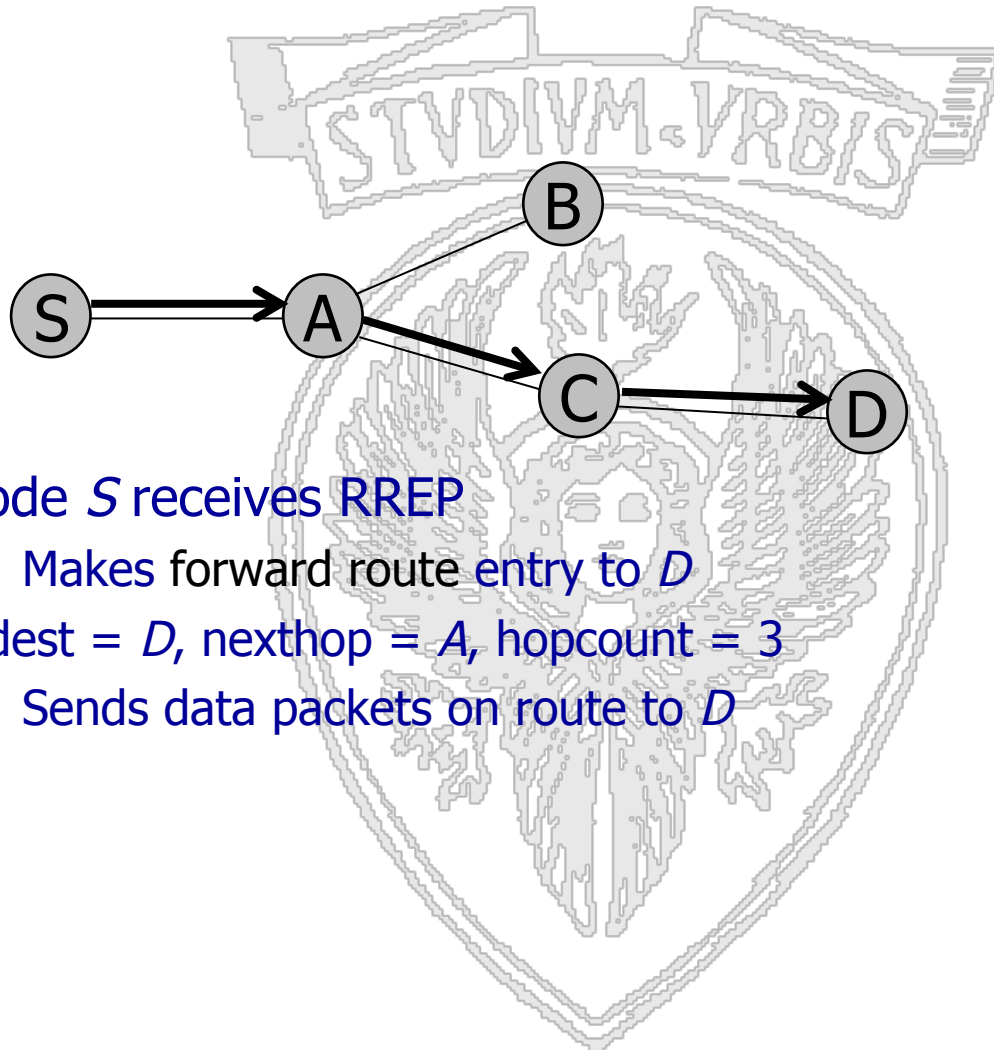 STVDIVM VRBIS
B
S
A
C
D
ode S receives RREP
Makes forward route entry to D
dest = D, nexthop = A, hopcount = 3
Sends data packets on route to D